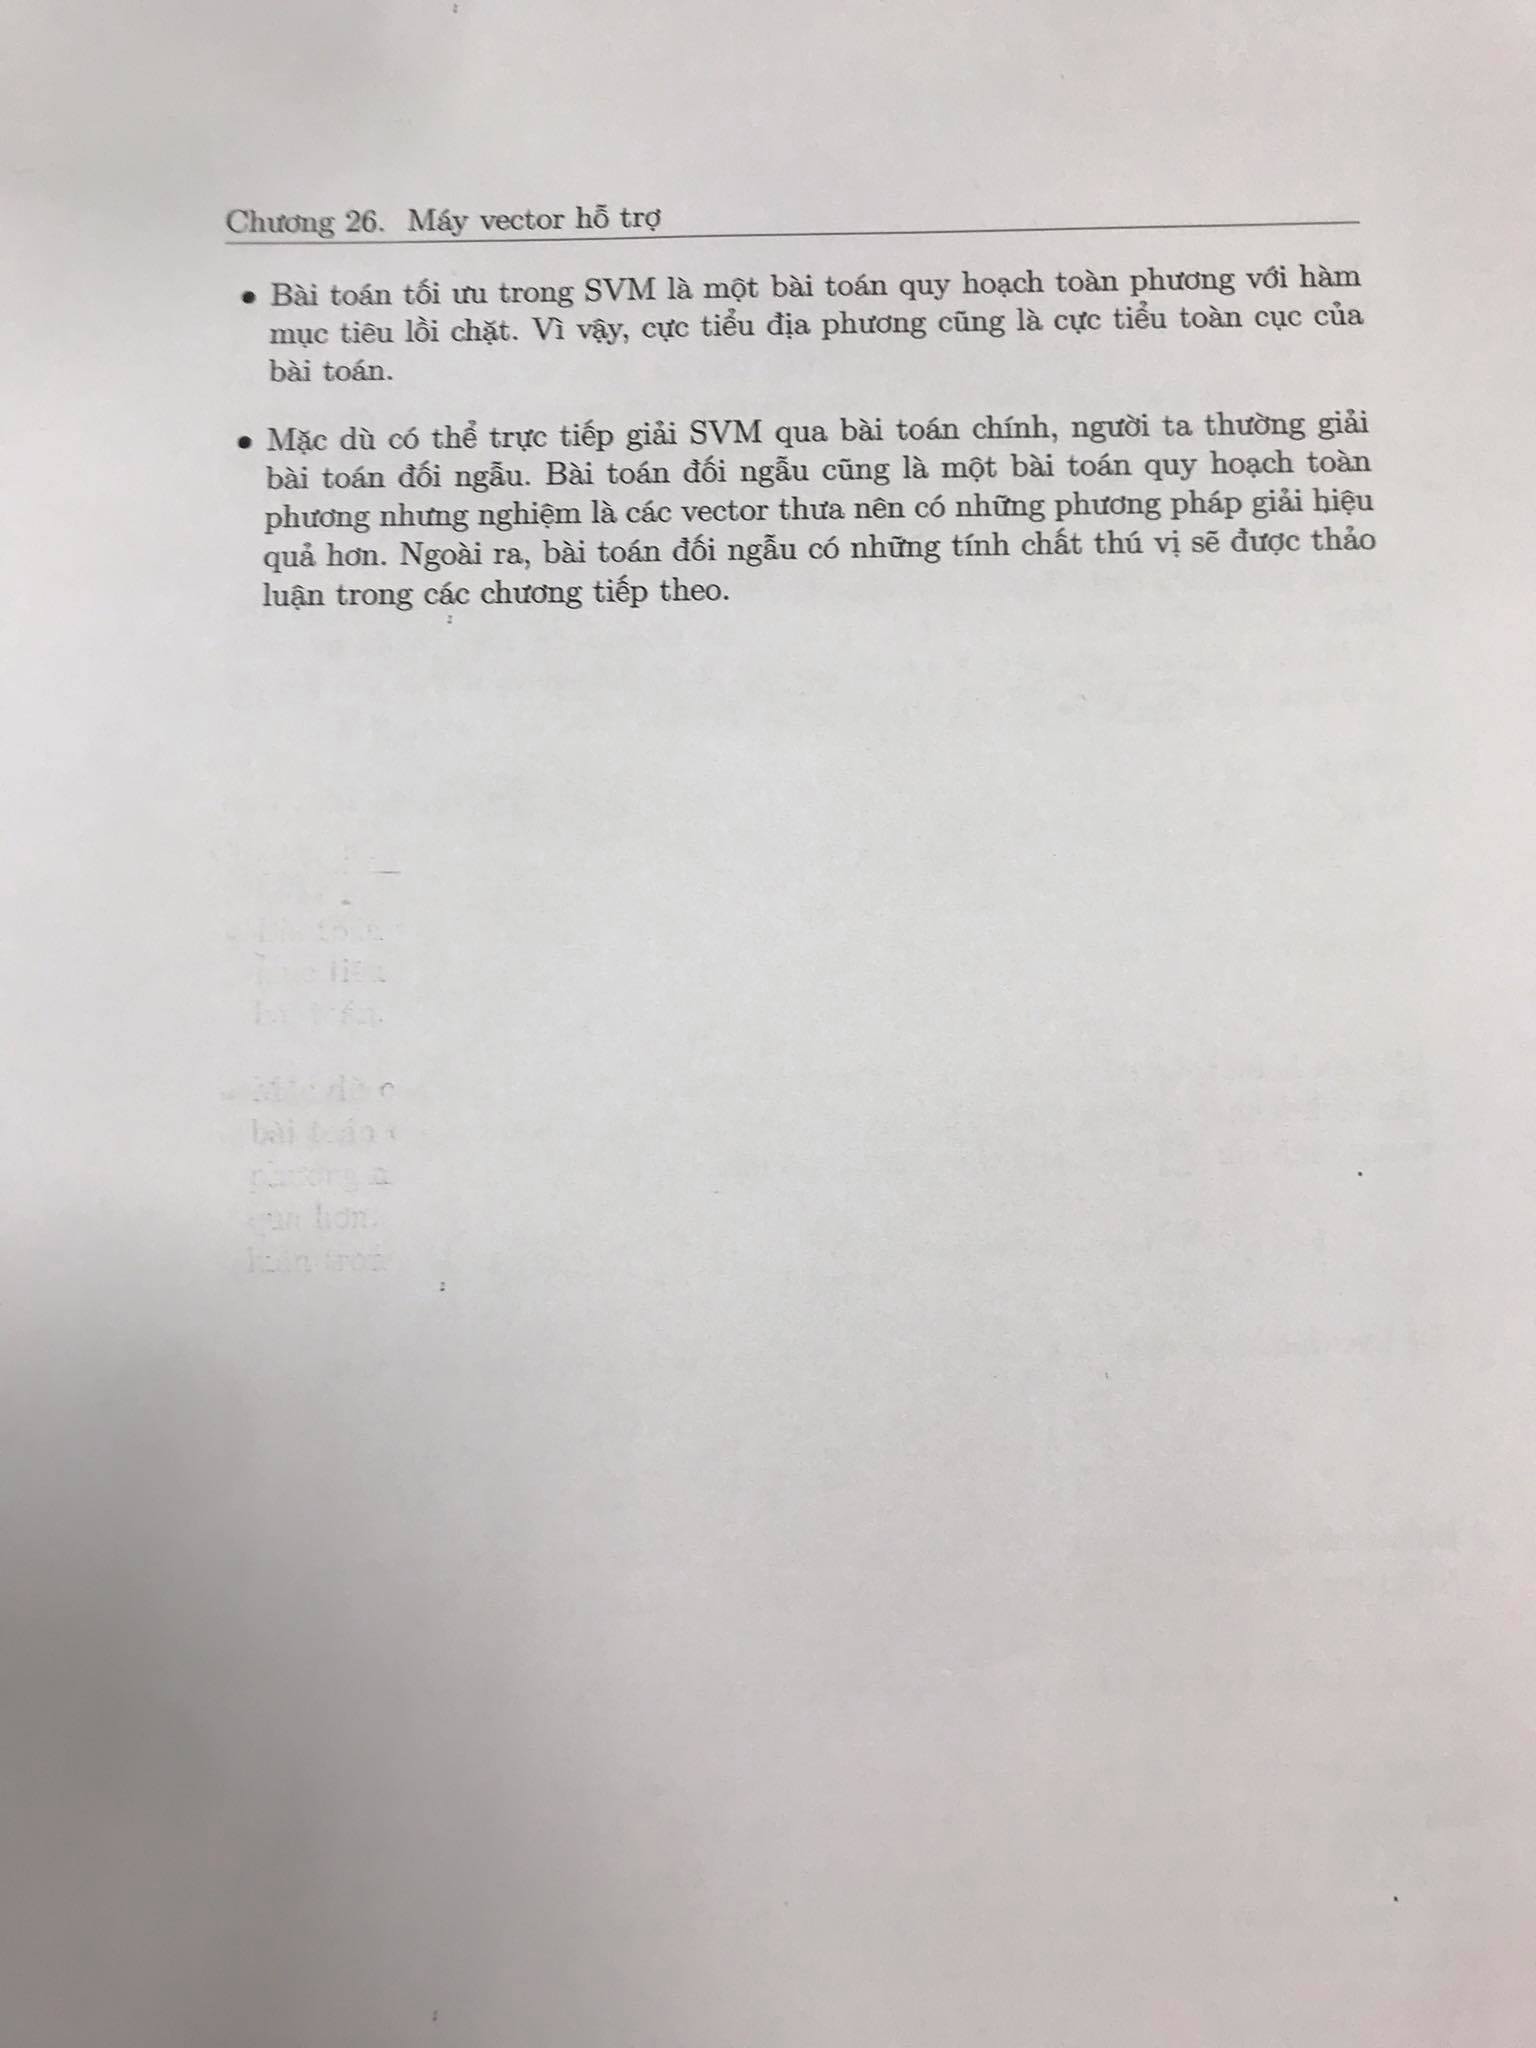 Chương 26. Máy vector hỗ trợ
● Bài toán tối ưu trong SVM là một bài toán quy hoạch toàn phương với hàm
mục tiêu lồi chặt. Vì vậy, cực tiểu địa phương cũng là cực tiểu toàn cục của
bài toán.
● Mặc dù có thể trực tiếp giải SVM qua bài toán chính, người ta thường giải
bài toán đối ngẫu. Bài toán đối ngẫu cũng là một bài toán quy hoạch toàn
phương nhưng nghiệm là các vector thưa nên có những phương pháp giải hiệu
quả hơn. Ngoài ra, bài toán đối ngẫu có những tính chất thú vị sẽ được thảo
luận trong các chương tiếp theo.